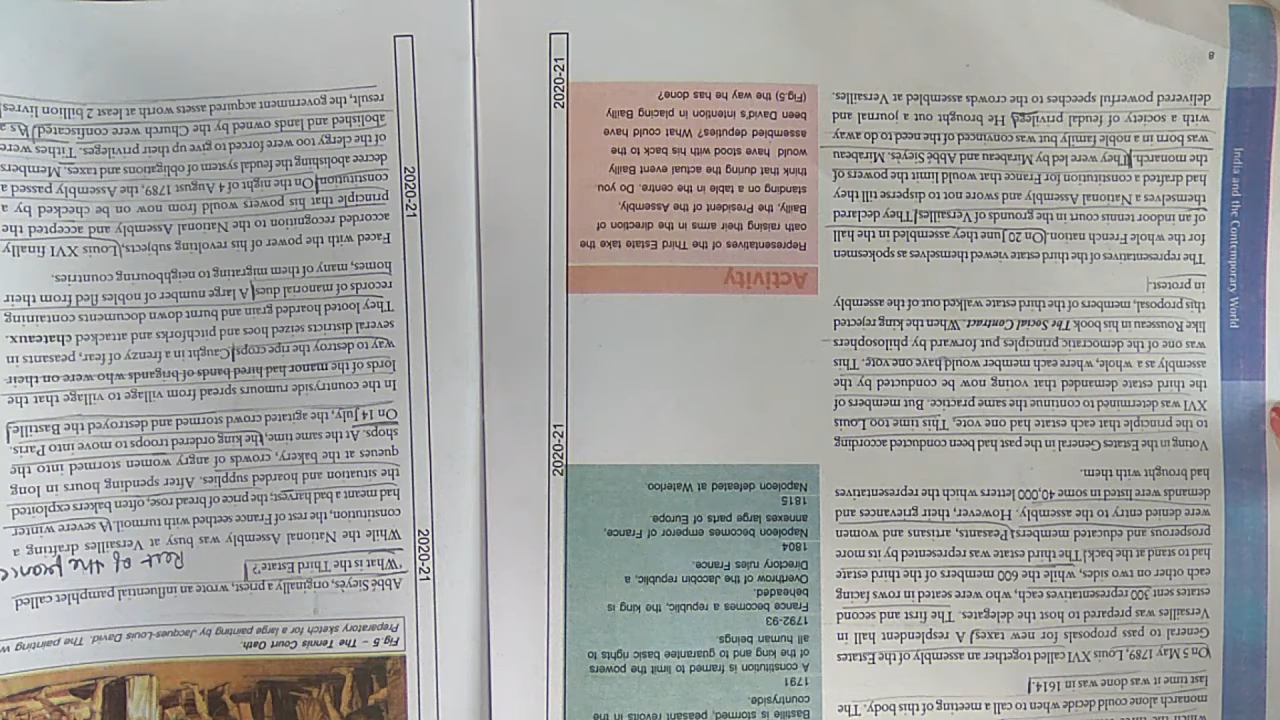 monarch alone could decide when to call a meeting of this body. The
last time it was done was in 1614.
On 5 May 1789, Louis XVI called together an assembly of the Estates
General to pass proposals for new taxes. A resplendent hall in
Versailles was prepared to host the delegates. The first and second
estates sent 300 representatives each, who were seated in rows facing
each other on two sides, while the 600 members of the third estate
had to stand at the back. The third estate was represented by its more
prosperous and educated members. Peasants, artisans and women
were denied entry to the assembly. However, their grievances and
demands were listed in some 40,000 letters which the representatives
had brought with them.
Voting in the Estates General in the past had been conducted according
to the principle that each estate had one vote. This time too Louis
XVI was determined to continue the same practice. But members of
the third estate demanded that voting now be conducted by the
assembly as a whole, where each member would have one vote. This
was one of the democratic principles put forward by philosophers
like Rousseau in his book The Social Contract. When the king rejected
this proposal, members of the third estate walked out of the assembly
in protest.
The representatives of the third estate viewed themselves as spokesmen
for the whole French nation. On 20 June they assembled in the hall
of an indoor tennis court in the grounds of Versailles. They declared
themselves a National Assembly and swore not to disperse till they
had drafted a constitution for France that would limit the powers of
the monarch. They were led by Mirabeau and Abbé Sieyès. Mirabeau
was born in a noble family but was convinced of the need to do away
with a society of feudal privilege. He brought out a journal and
delivered powerful speeches to the crowds assembled at Versailles.
8
India and the Contemporary World
Bastille is stormed, peasant revolts in the
countryside.
1791
A constitution is framed to limit the powers
of the king and to guarantee basic rights to
all human beings.
1792-93
France becomes a republic, the king is
beheaded.
Overthrow of the Jacobin republic, a
Directory rules France.
1804
Napoleon becomes emperor of France,
annexes large parts of Europe.
1815
Napoleon defeated at Waterloo.
Activity
Representatives of the Third Estate take the
oath raising their arms in the direction of
Bailly, the President of the Assembly,
standing on a table in the centre. Do you
think that during the actual event Bailly
would have stood with his back to the
assembled deputies? What could have
been David's intention in placing Bailly
(Fig.5) the way he has done?
2020-21
2020-21
Fig.5 – The Tennis Court Oath.
Preparatory sketch for a large painting by Jacques-Louis David. The painting
Abbé Sieyès, originally a priest, wrote an influential pamphlet called
'What is the Third Estate'?
Rest of the
While the National Assembly was busy at Versailles drafting a
constitution, the rest of France seethed with turmoil. A severe winter
had meant a bad harvest; the price of bread rose, often bakers exploited
the situation and hoarded supplies. After spending hours in long
queues at the bakery, crowds of angry women stormed into the
shops. At the same time, the king ordered troops to move into Paris.
On 14 July, the agitated crowd stormed and destroyed the Bastille.
In the countryside rumours spread from village to village that the
lords of the manor had hired bands of brigands who were on their
way to destroy the ripe crops. Caught in a frenzy of fear, peasants in
several districts seized hoes and pitchforks and attacked chateaux.
They looted hoarded grain and burnt down documents containing
records of manorial dues. A large number of nobles fled from their
homes, many of them migrating to neighbouring countries.
Faced with the power of his revolting subjects, Louis XVI finally
accorded recognition to the National Assembly and accepted the
principle that his powers would from now on be checked by a
constitution. On the night of 4 August 1789, the Assembly passed a
decree abolishing the feudal system of obligations and taxes. Members
of the clergy too were forced to give up their privileges. Tithes were
abolished and lands owned by the Church were confiscated. As a
result, the government acquired assets worth at least 2 billion livres
2020-21
2020-21